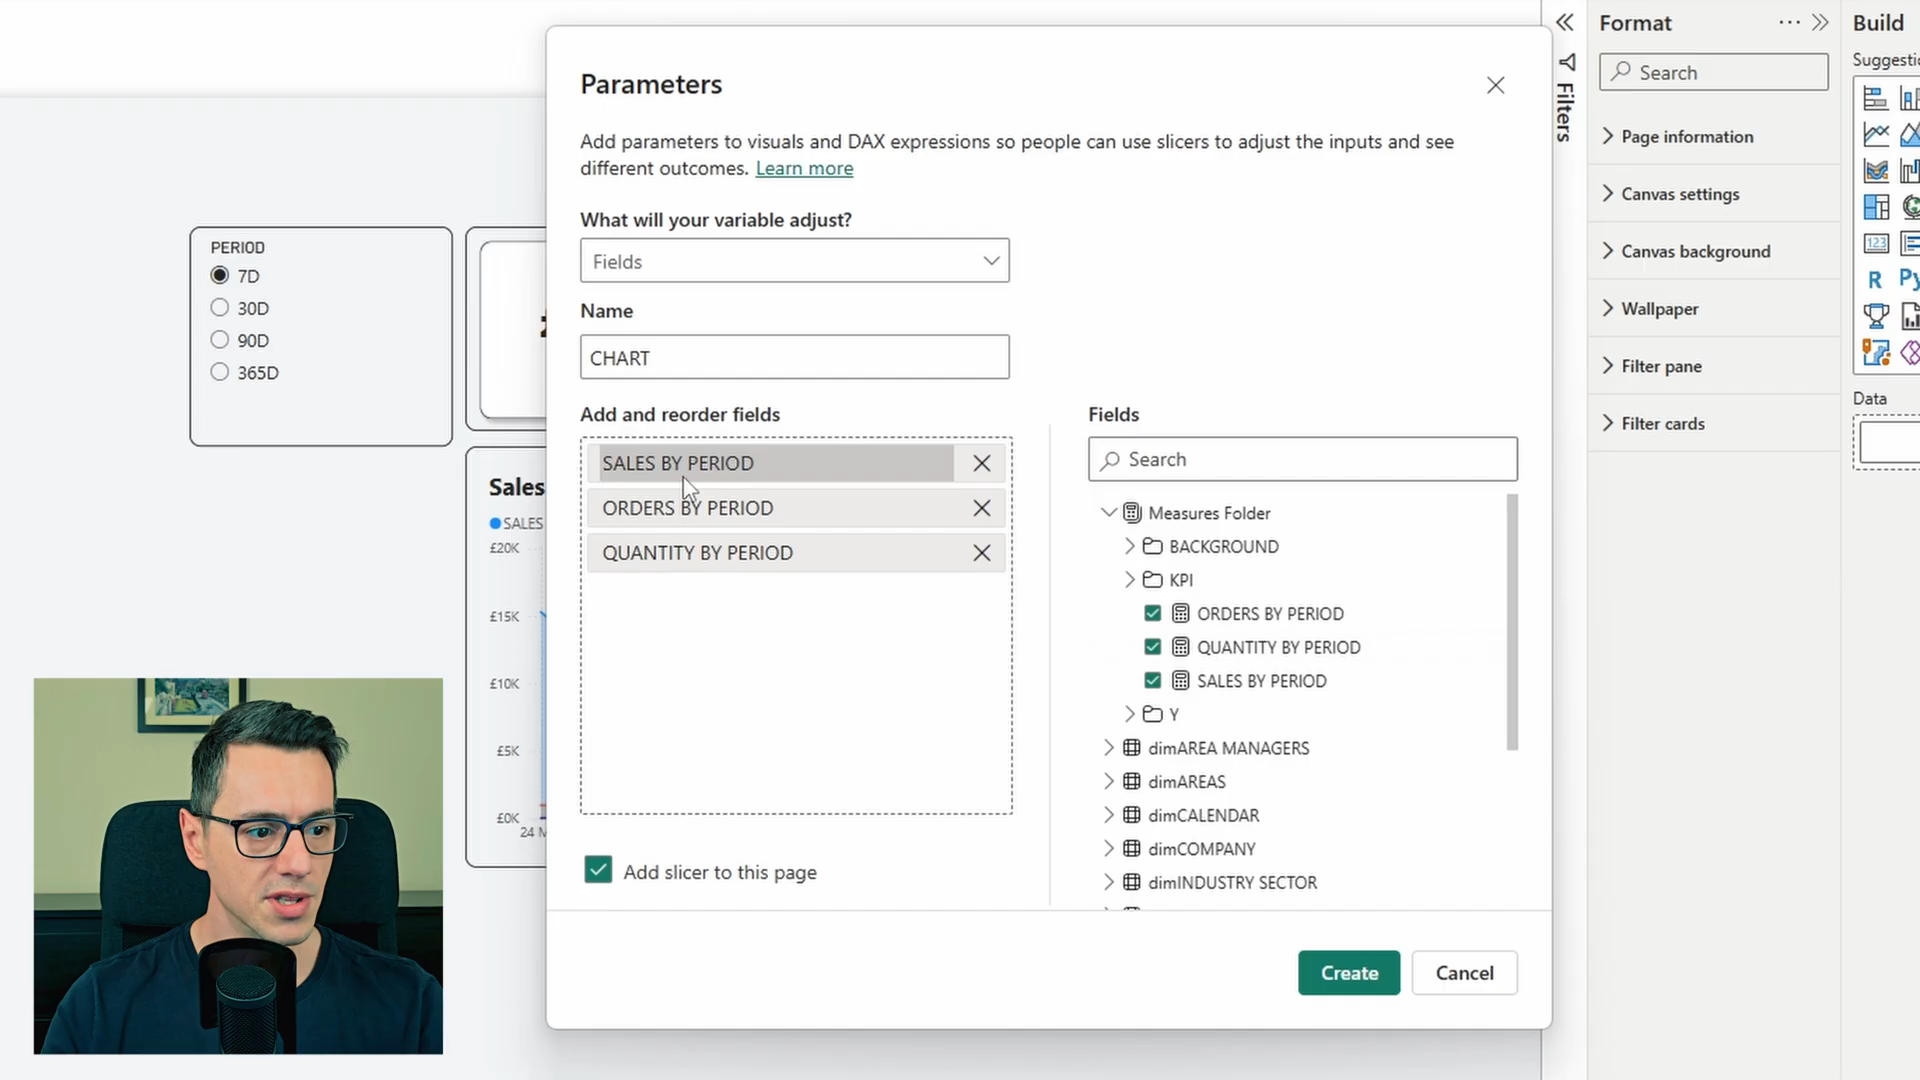 Parameters
Add parameters to visuals and DAX expressions so people can use slicers to adjust the inputs and see
different outcomes. Learn more
What will your variable adjust?
Fields
Name
CHART
Add and reorder fields
SALES BY PERIOD
ORDERS BY PERIOD
QUANTITY BY PERIOD
Add slicer to this page
Fields
Search
Measures Folder
BACKGROUND
KPI
ORDERS BY PERIOD
QUANTITY BY PERIOD
SALES BY PERIOD
Y
dimAREA MANAGERS
dimAREAS
dimCALENDAR
dimCOMPANY
dimINDUSTRY SECTOR
Create
Cancel
PERIOD
7D
30D
90D
365D
Sales
SALES
£20K
£15K
£10K
£5K
£0K
24 M
Filters
Format
Search
Page information
Canvas settings
Canvas background
Wallpaper
Filter pane
Filter cards
Build
Suggestio
123
R
Py
Data